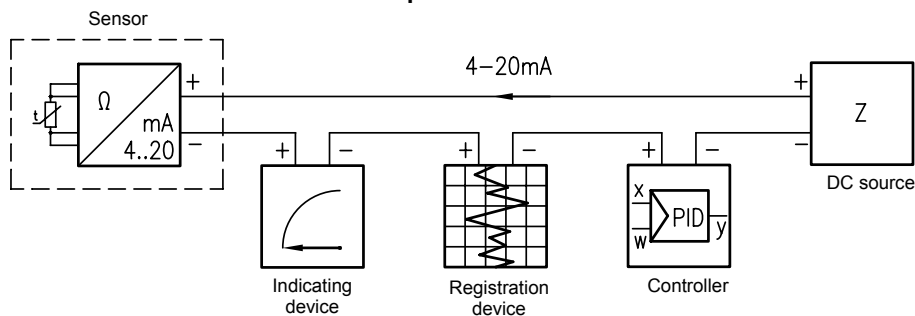 Sensor
4-20mA
+
+
Ω
t
mA
4..20
Z
-
-
+ -
+ -
+ -
DC source
x
PID
y
w
Indicating
device
Registration
device
Controller